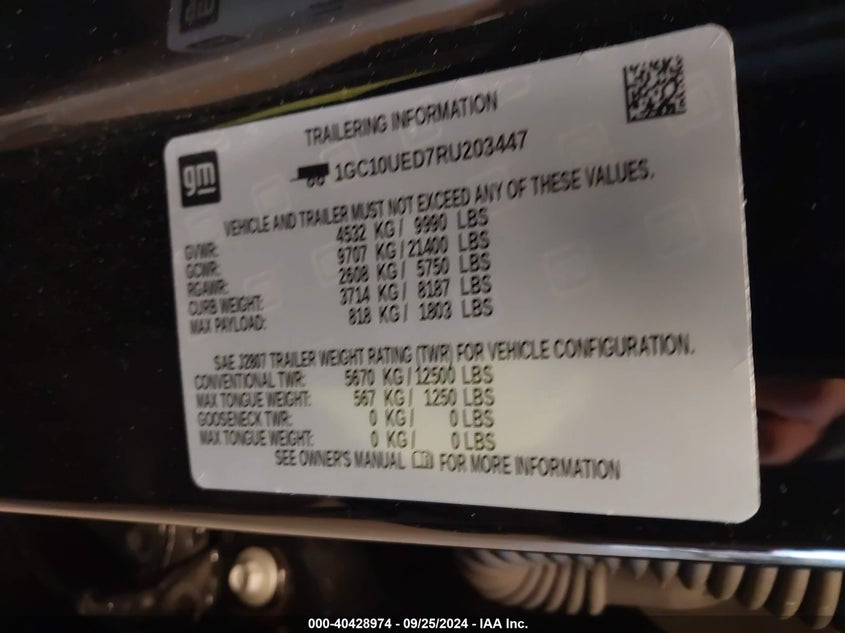 TRAILERING INFORMATION
gm
1GC10UED7RU203447
VEHICLE AND TRAILER MUST NOT EXCEED ANY OF THESE VALUES.
GVWR: 4532 KG/ 9990 LBS
GCWR: 9707 KG/21400 LBS
RGAWR: 2608 KG/ 5750 LBS
CURB WEIGHT: 3714 KG/ 8187 LBS
MAX PAYLOAD: 818 KG/ 1803 LBS
SAE J2807 TRAILER WEIGHT RATING (TWR) FOR VEHICLE CONFIGURATION.
CONVENTIONAL TWR: 5670 KG/12500 LBS
MAX TONGUE WEIGHT: 567 KG/ 1250 LBS
GOOSENECK TWR: 0 KG/ 0 LBS
MAX TONGUE WEIGHT: 0 KG/ 0 LBS
SEE OWNER'S MANUAL FOR MORE INFORMATION
000-40428974 - 09/25/2024 - IAA Inc.